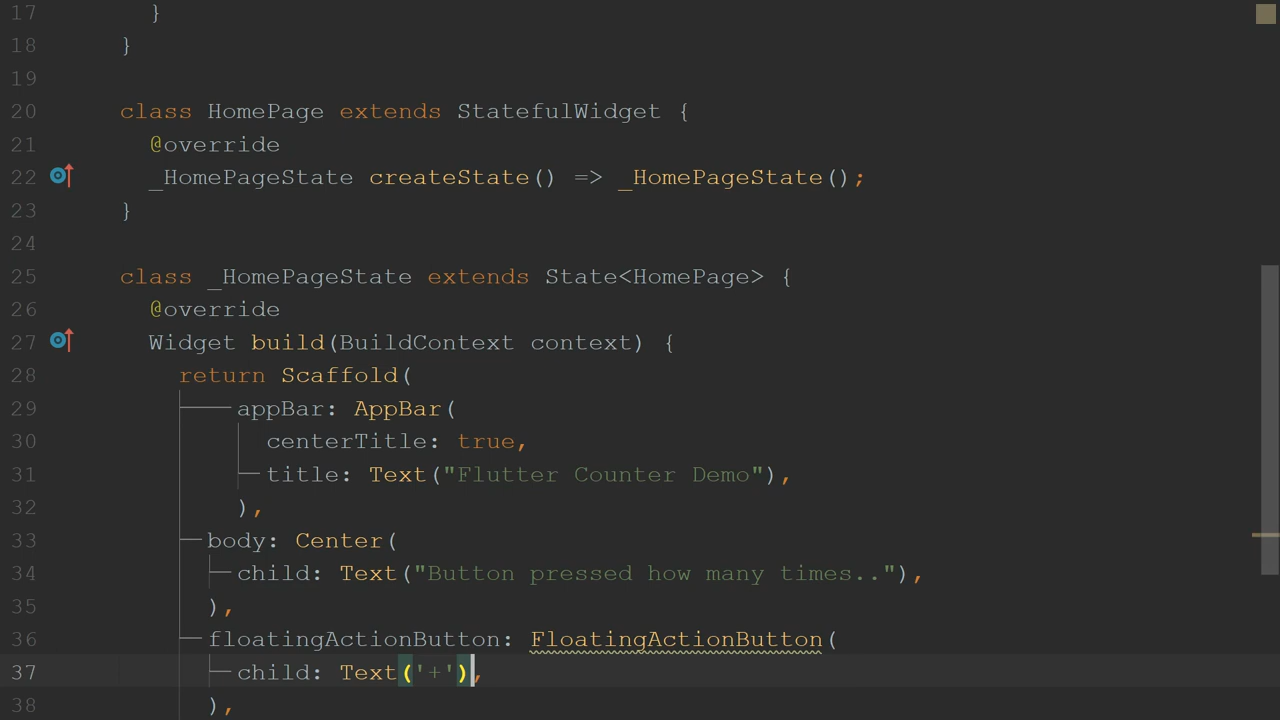 17 }
18 }
19
20 class HomePage extends StatefulWidget {
21 @override
22 _HomePageState createState() => _HomePageState();
23 }
24
25 class _HomePageState extends State<HomePage> {
26 @override
27 Widget build(BuildContext context) {
28 return Scaffold(
29 appBar: AppBar(
30 centerTitle: true,
31 title: Text("Flutter Counter Demo"),
32 ),
33 body: Center(
34 child: Text("Button pressed how many times.."),
35 ),
36 floatingActionButton: FloatingActionButton(
37 child: Text('+'),
38 ),